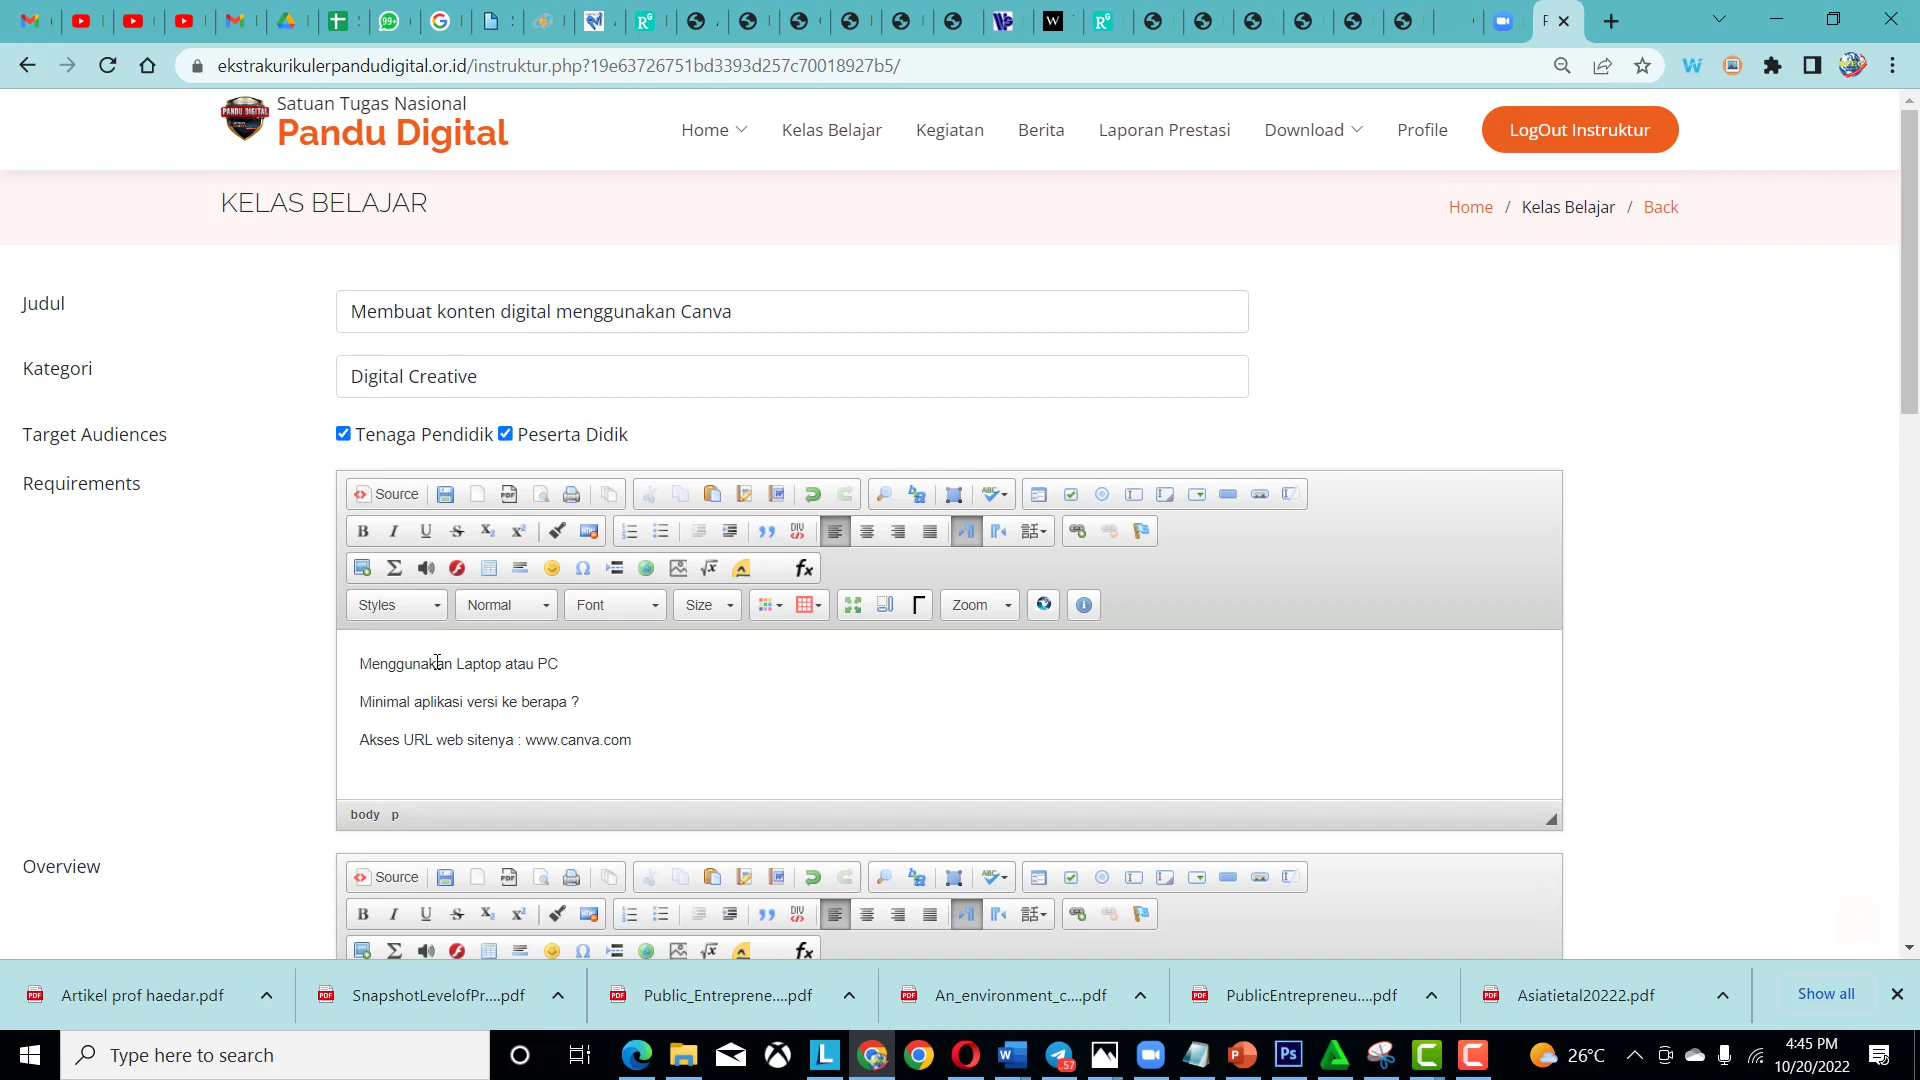 ekstrakurikulerpandudigital.or.id/instruktur.php?19e63726751bd3393d257c70018927b5/
Satuan Tugas Nasional
PANDU DIGITAL
Pandu Digital
Home
Kelas Belajar
Kegiatan
Berita
Laporan Prestasi
Download
Profile
LogOut Instruktur
KELAS BELAJAR
Home / Kelas Belajar / Back
Judul
Membuat konten digital menggunakan Canva
Kategori
Digital Creative
Target Audiences
Tenaga Pendidik
Peserta Didik
Requirements
Source
Styles
Normal
Font
Size
Zoom
Menggunakan Laptop atau PC
Minimal aplikasi versi ke berapa ?
Akses URL web sitenya : www.canva.com
body p
Overview
Source
Artikel prof haedar.pdf
SnapshotLevelofPr....pdf
Public_Entreprene....pdf
An_environment_c....pdf
PublicEntrepreneu....pdf
Asiatietal20222.pdf
Show all
Type here to search
57
26°C
4:45 PM
10/20/2022